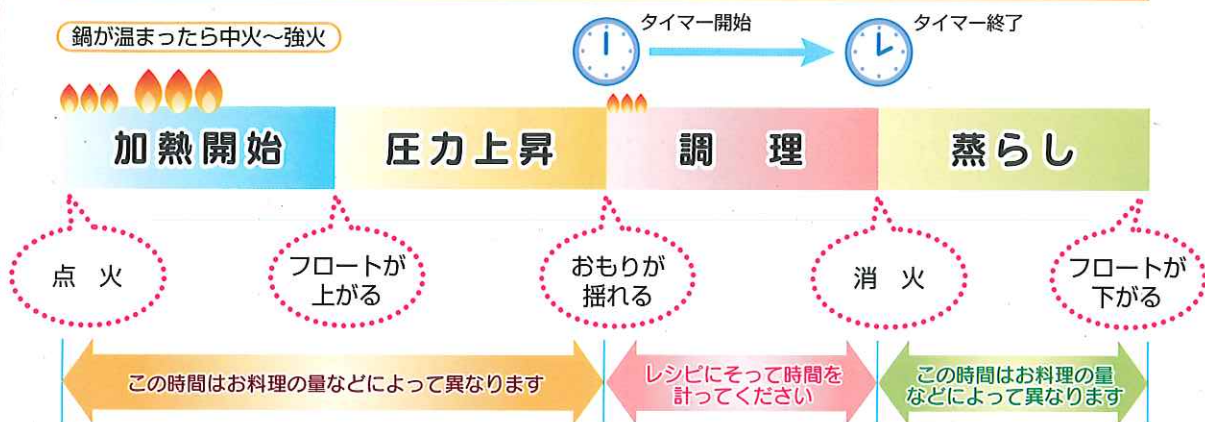 鍋が温まったら中火～強火
タイマー開始
タイマー終了
加熱開始
圧力上昇
調 理
蒸らし
点 火
フロートが
上がる
おもりが
揺れる
消 火
フロートが
下がる
この時間はお料理の量などによって異なります
レシピにそって時間を
計ってください
この時間はお料理の量
などによって異なります